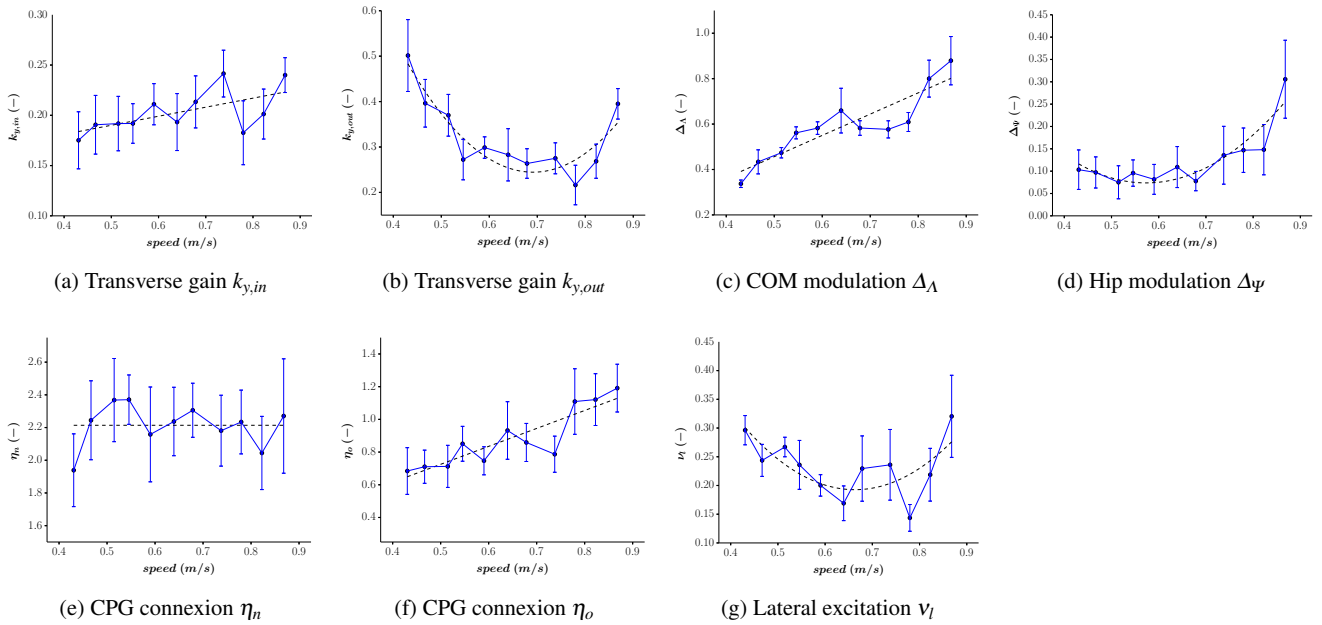 0.30
0.25
0.20
0.15
0.10
k_{y,in} (−)
0.4 0.5 0.6 0.7 0.8 0.9
speed (m/s)
(a) Transverse gain k_{y,in}
0.6
0.5
0.4
0.3
0.2
k_{y,out} (−)
0.4 0.5 0.6 0.7 0.8 0.9
speed (m/s)
(b) Transverse gain k_{y,out}
1.0
0.8
0.6
0.4
0.2
Δ_Λ (−)
0.4 0.5 0.6 0.7 0.8 0.9
speed (m/s)
(c) COM modulation Δ_Λ
0.45
0.40
0.35
0.30
0.25
0.20
0.15
0.10
0.05
0.00
Δ_Ψ (−)
0.4 0.5 0.6 0.7 0.8 0.9
speed (m/s)
(d) Hip modulation Δ_Ψ
2.6
2.4
2.2
2.0
1.8
1.6
η_n (−)
0.4 0.5 0.6 0.7 0.8 0.9
speed (m/s)
(e) CPG connexion η_n
1.4
1.2
1.0
0.8
0.6
0.4
η_o (−)
0.4 0.5 0.6 0.7 0.8 0.9
speed (m/s)
(f) CPG connexion η_o
0.45
0.40
0.35
0.30
0.25
0.20
0.15
0.10
ν_l (−)
0.4 0.5 0.6 0.7 0.8 0.9
speed (m/s)
(g) Lateral excitation ν_l